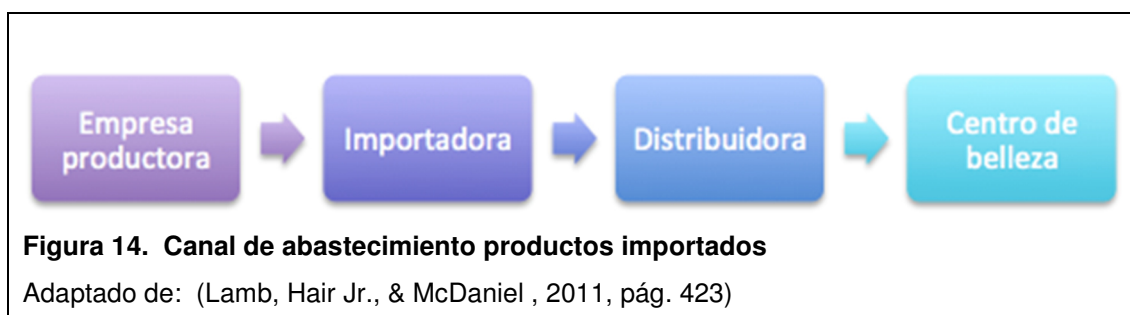 Empresa
productora
Importadora
Distribuidora
Centro de
belleza
Figura 14.  Canal de abastecimiento productos importados
Adaptado de:  (Lamb, Hair Jr., & McDaniel , 2011, pág. 423)